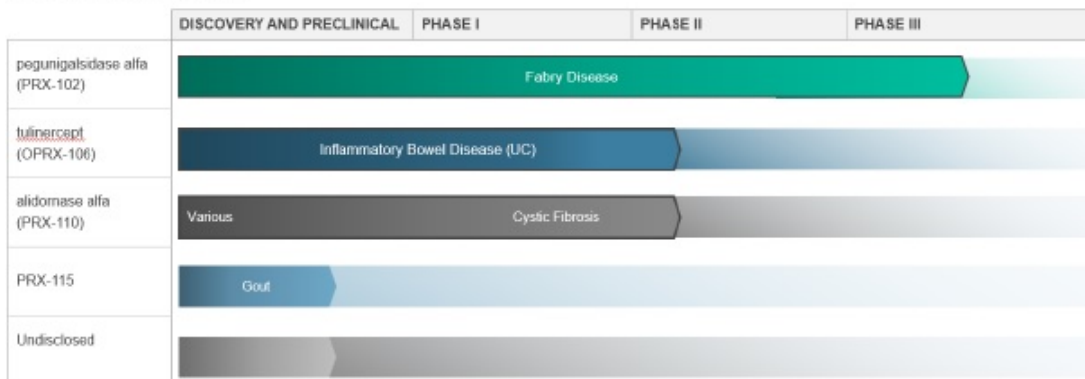 DISCOVERY AND PRECLINICAL PHASE I PHASE II PHASE III
pegunigalsidase alfa
(PRX-102)
Fabry Disease
tulinercept
(OPRX-106)
Inflammatory Bowel Disease (UC)
alidornase alfa
(PRX-110)
Various Cystic Fibrosis
PRX-115
Gout
Undisclosed